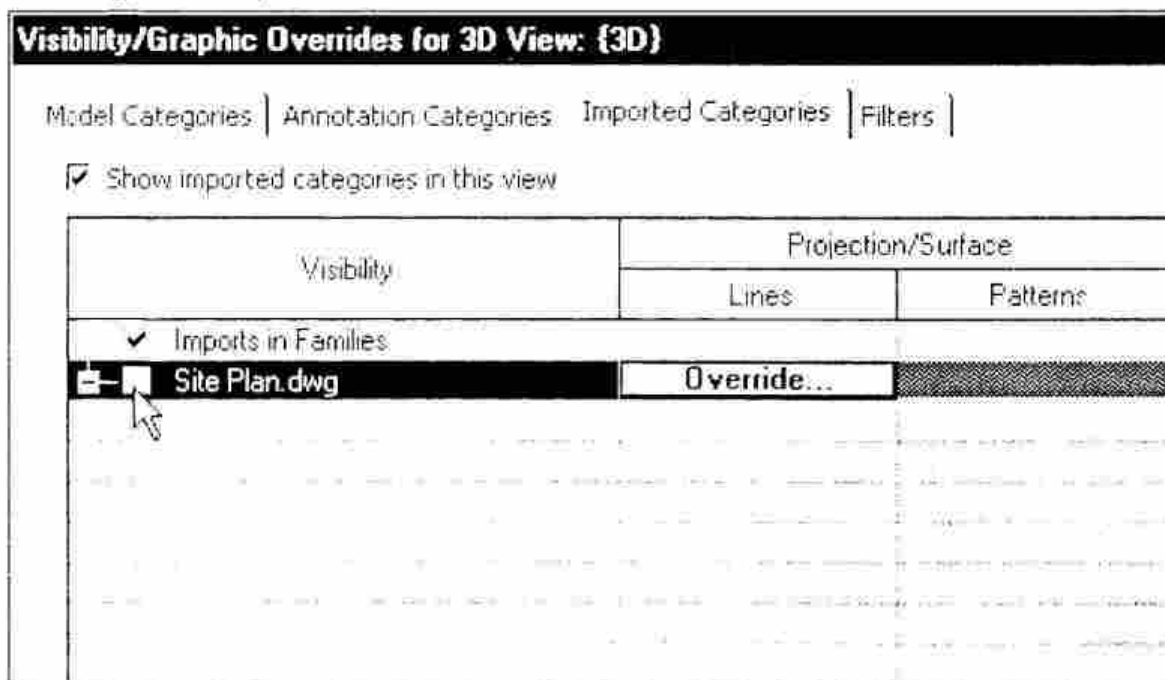 Visibility/Graphic Overrides for 3D View: {3D}
Model Categories Annotation Categories Imported Categories Filters
Show imported categories in this view
Visibility
Projection/Surface
Lines
Patterns
Imports in Families
Site Plan.dwg
Override...